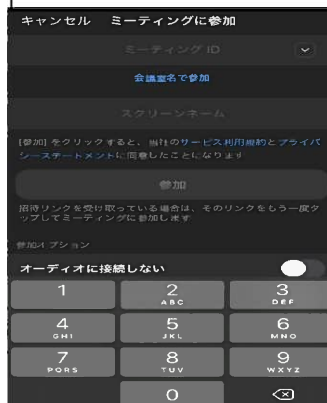 キャンセル ミーティングに参加
ミーティング ID
会議室名で参加
スクリーンネーム
[参加] をクリックすると、当社のサービス利用規約とプライバ
シーステートメントに同意したことになります
参加
招待リンクを受け取っている場合は、そのリンクをもう一度タ
ップしてミーティングに参加します
参加オプション
オーディオに接続しない
1 2 3
ABC DEF
4 5 6
GHI JKL MNO
7 8 9
PQRS TUV WXYZ
0